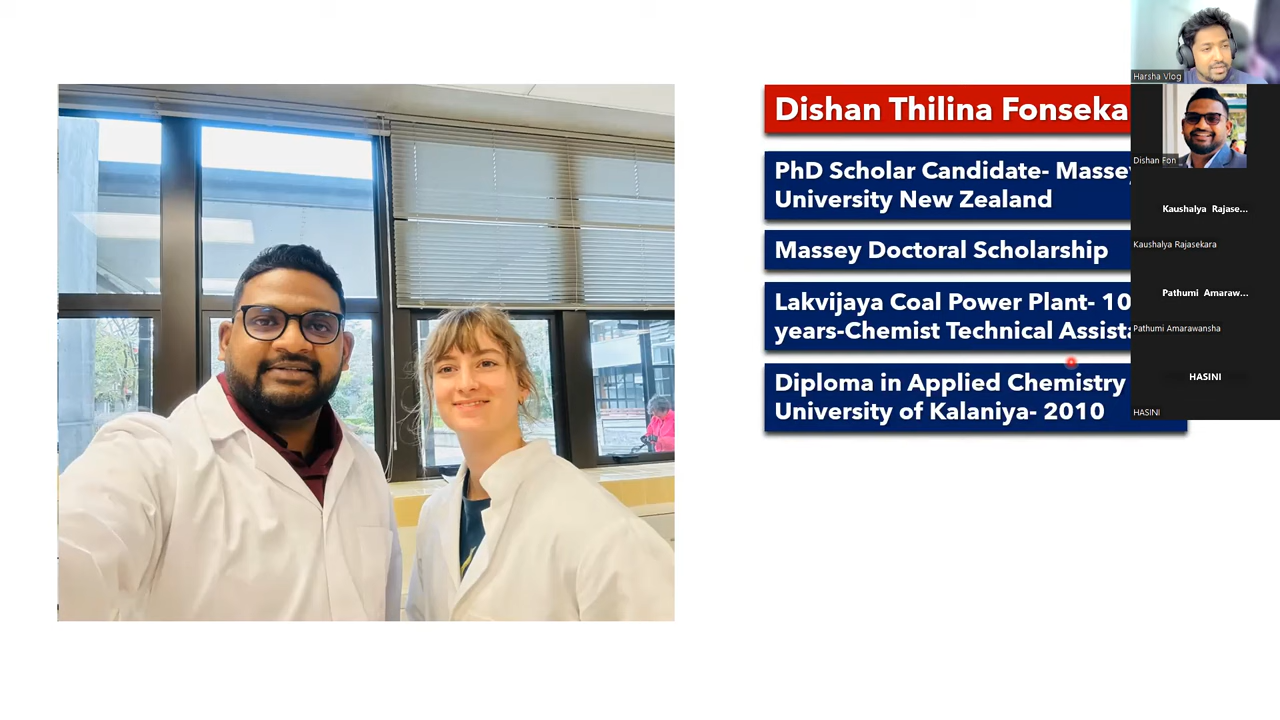 Dishan Thilina Fonseka
PhD Scholar Candidate- Massey
University New Zealand
Massey Doctoral Scholarship
Lakvijaya Coal Power Plant- 10
years-Chemist Technical
Diploma in Applied Chemistry
University of Kalaniya- 2010
Harsha Vlog
Dishan Fon
Kaushalya Rajase...
Kaushalya Rajasekara
Pathumi Amaraw...
Pathumi Amarawansha
HASINI
HASINI